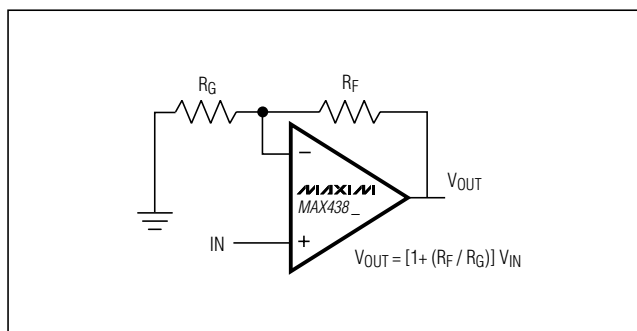 RG
RF
−
MAXIM
MAX438_
VOUT
IN
+
VOUT = [1+ (RF / RG)] VIN